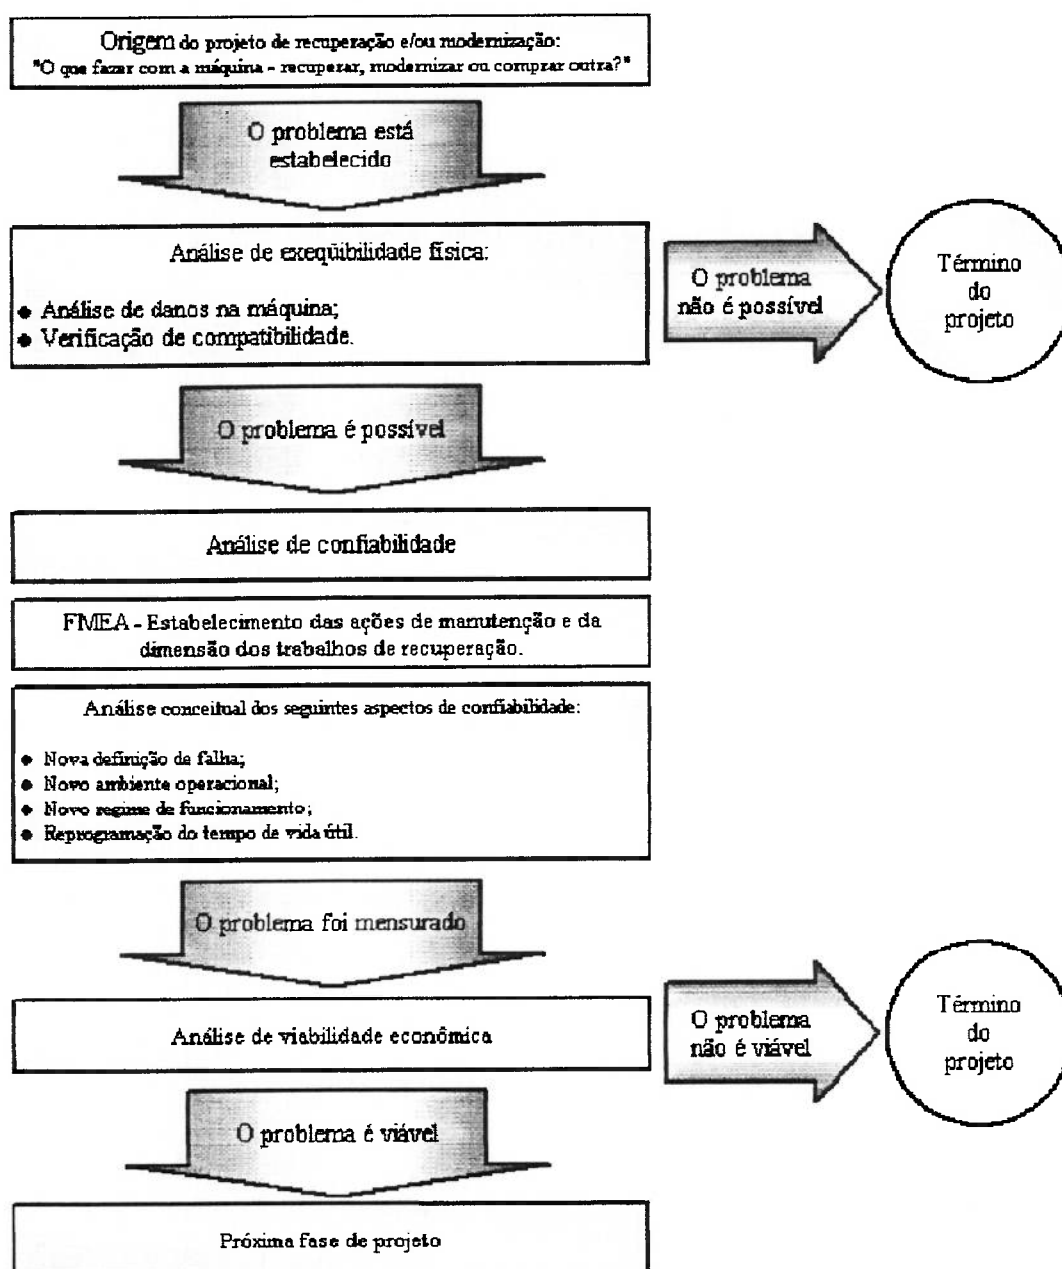 Origem do projeto de recuperação e/ou modernização:
"O que fazer com a máquina - recuperar, modernizar ou comprar outra?"
O problema está
estabelecido
Análise de exeqüibilidade física:
● Análise de danos na máquina;
● Verificação de compatibilidade.
O problema
não é possível
Término
do
projeto
O problema é possível
Análise de confiabilidade
FMEA - Estabelecimento das ações de manutenção e da
dimensão dos trabalhos de recuperação.
Análise conceitual dos seguintes aspectos de confiabilidade:
● Nova definição de falha;
● Novo ambiente operacional;
● Novo regime de funcionamento;
● Reprogramação do tempo de vida útil.
O problema foi mensurado
Análise de viabilidade econômica
O problema
não é viável
Término
do
projeto
O problema é viável
Próxima fase de projeto